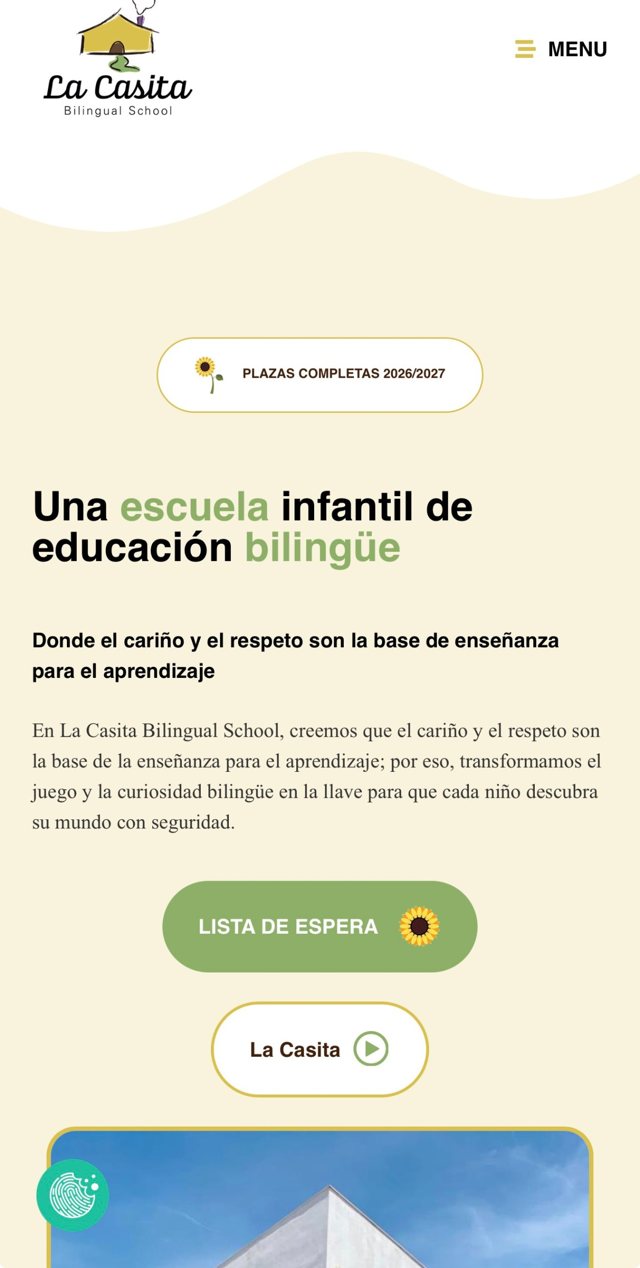 La Casita
Bilingual School
MENU
PLAZAS COMPLETAS 2026/2027
Una escuela infantil de
educación bilingüe
Donde el cariño y el respeto son la base de enseñanza
para el aprendizaje
En La Casita Bilingual School, creemos que el cariño y el respeto son
la base de la enseñanza para el aprendizaje; por eso, transformamos el
juego y la curiosidad bilingüe en la llave para que cada niño descubra
su mundo con seguridad.
LISTA DE ESPERA
La Casita